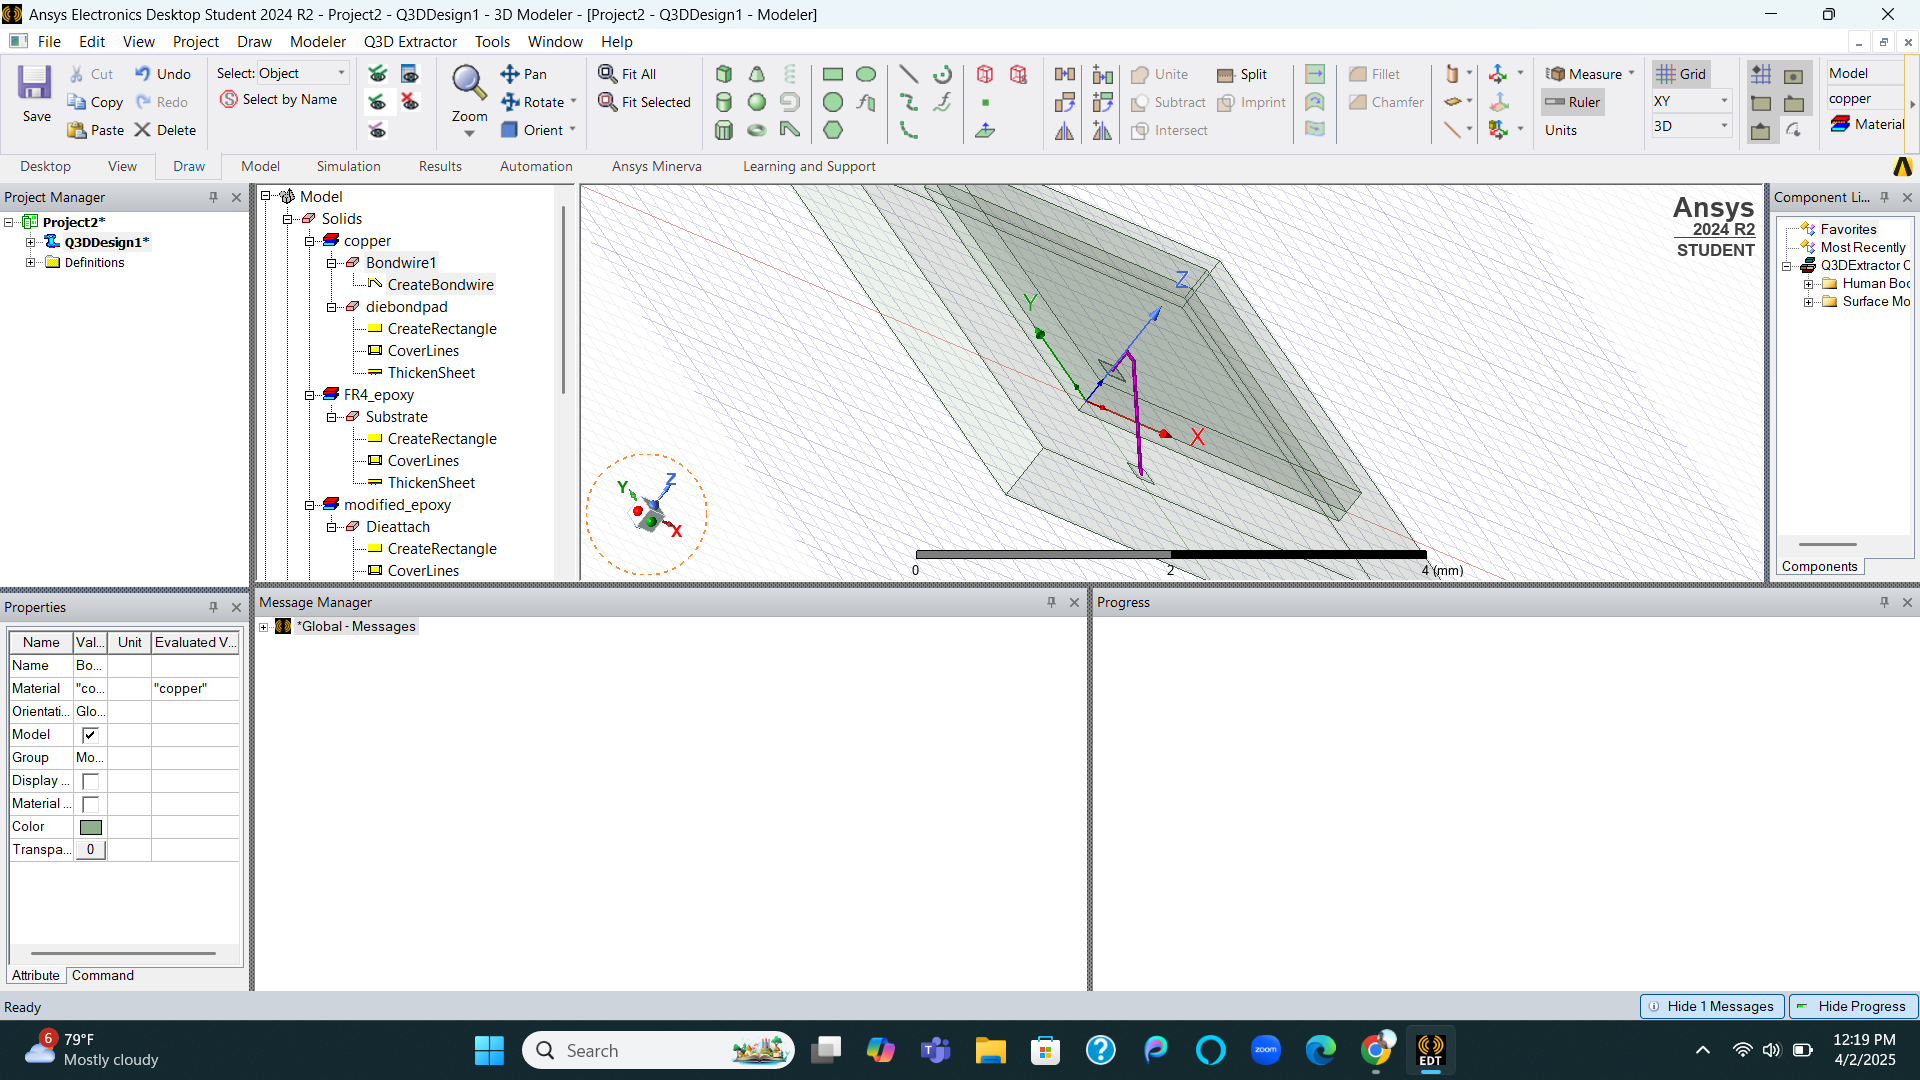 Ansys Electronics Desktop Student 2024 R2 - Project2 - Q3DDesign1 - 3D Modeler - [Project2 - Q3DDesign1 - Modeler]
File Edit View Project Draw Modeler Q3D Extractor Tools Window Help
Save
Cut
Copy
Paste
Undo
Redo
Delete
Select: Object
Select by Name
Zoom
Pan
Rotate
Orient
Fit All
Fit Selected
Unite
Subtract
Intersect
Split
Imprint
Fillet
Chamfer
Measure
Ruler
Units
Grid
XY
3D
Model
copper
Material
Desktop View Draw Model Simulation Results Automation Ansys Minerva Learning and Support
Project Manager
Project2*
Q3DDesign1*
Definitions
Model
Solids
copper
Bondwire1
CreateBondwire
diebondpad
CreateRectangle
CoverLines
ThickenSheet
FR4_epoxy
Substrate
CreateRectangle
CoverLines
ThickenSheet
modified_epoxy
Dieattach
CreateRectangle
CoverLines
Ansys
2024 R2
STUDENT
Z
Y
X
Z
Y
X
0 2 4 (mm)
Component Li...
Favorites
Most Recently
Q3DExtractor C
Human Boo
Surface Mo
Components
Properties
Name Val... Unit Evaluated V...
Name Bo...
Material "co... "copper"
Orientati... Glo...
Model
Group Mo...
Display ...
Material ...
Color
Transpa... 0
Attribute Command
Message Manager
*Global - Messages
Progress
Ready
Hide 1 Messages
Hide Progress
6
79°F
Mostly cloudy
Search
zoom
EDT
12:19 PM
4/2/2025